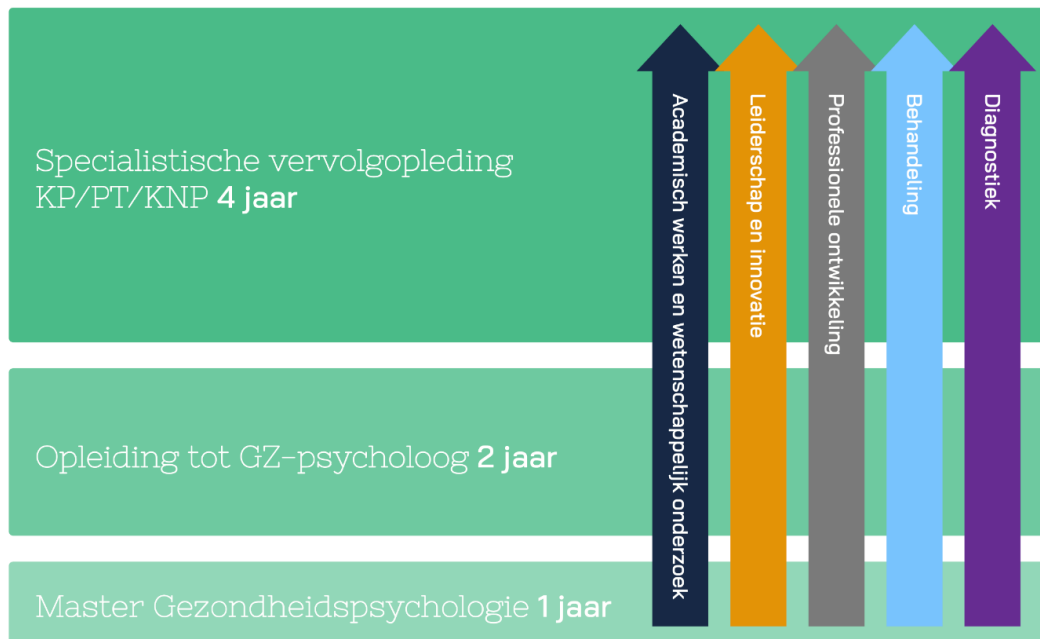 Specialistische vervolgopleding
KP/PT/KNP 4 jaar
Opleiding tot GZ-psycholoog 2 jaar
Master Gezondheidspsychologie 1 jaar
Academisch werken en wetenschappelijk onderzoek
Leiderschap en innovatie
Professionele ontwikkeling
Behandeling
Diagnostiek